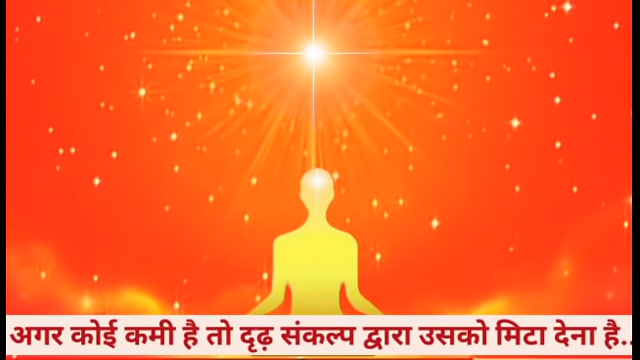 अगर कोई कमी है तो दृढ़ संकल्प द्वारा उसको मिटा देना है..